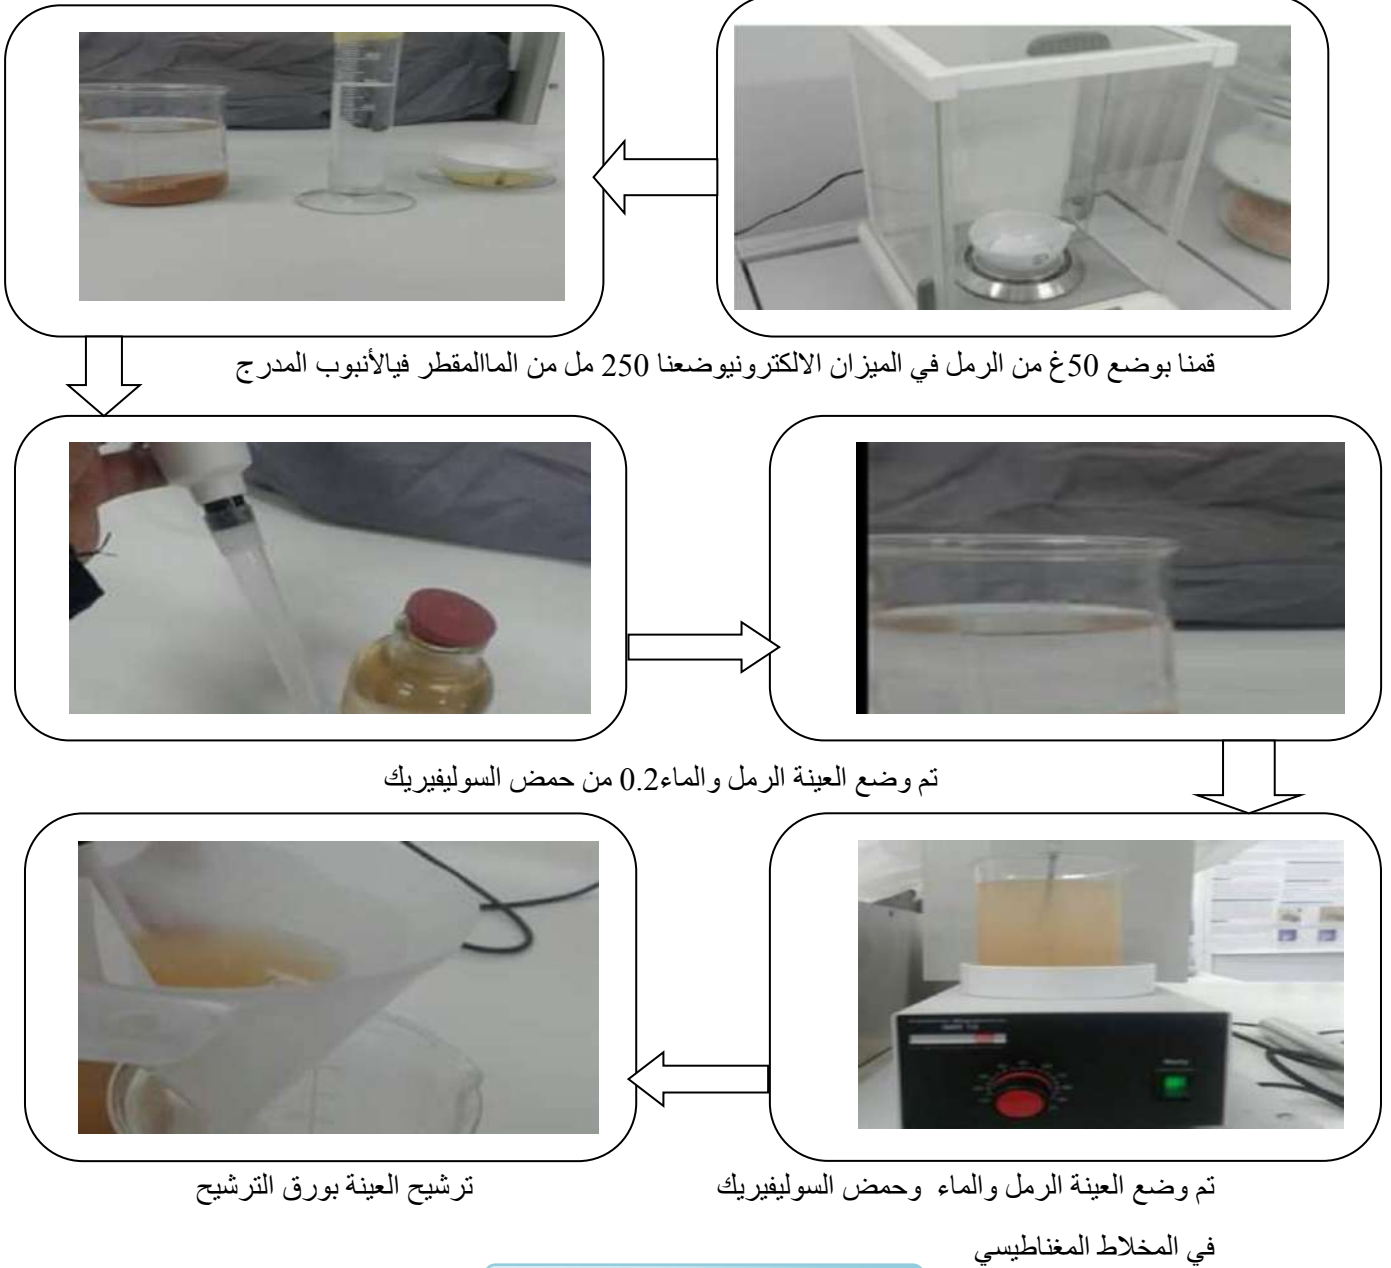 قمنا بوضع 50غ من الرمل في الميزان الالكترونيوضعنا 250 مل من الماالمقطر فيالأنبوب المدرج
تم وضع العينة الرمل والماء0.2 من حمض السوليفيريك
تم وضع العينة الرمل والماء وحمض السوليفيريك
في المخلاط المغناطيسي
ترشيح العينة بورق الترشيح